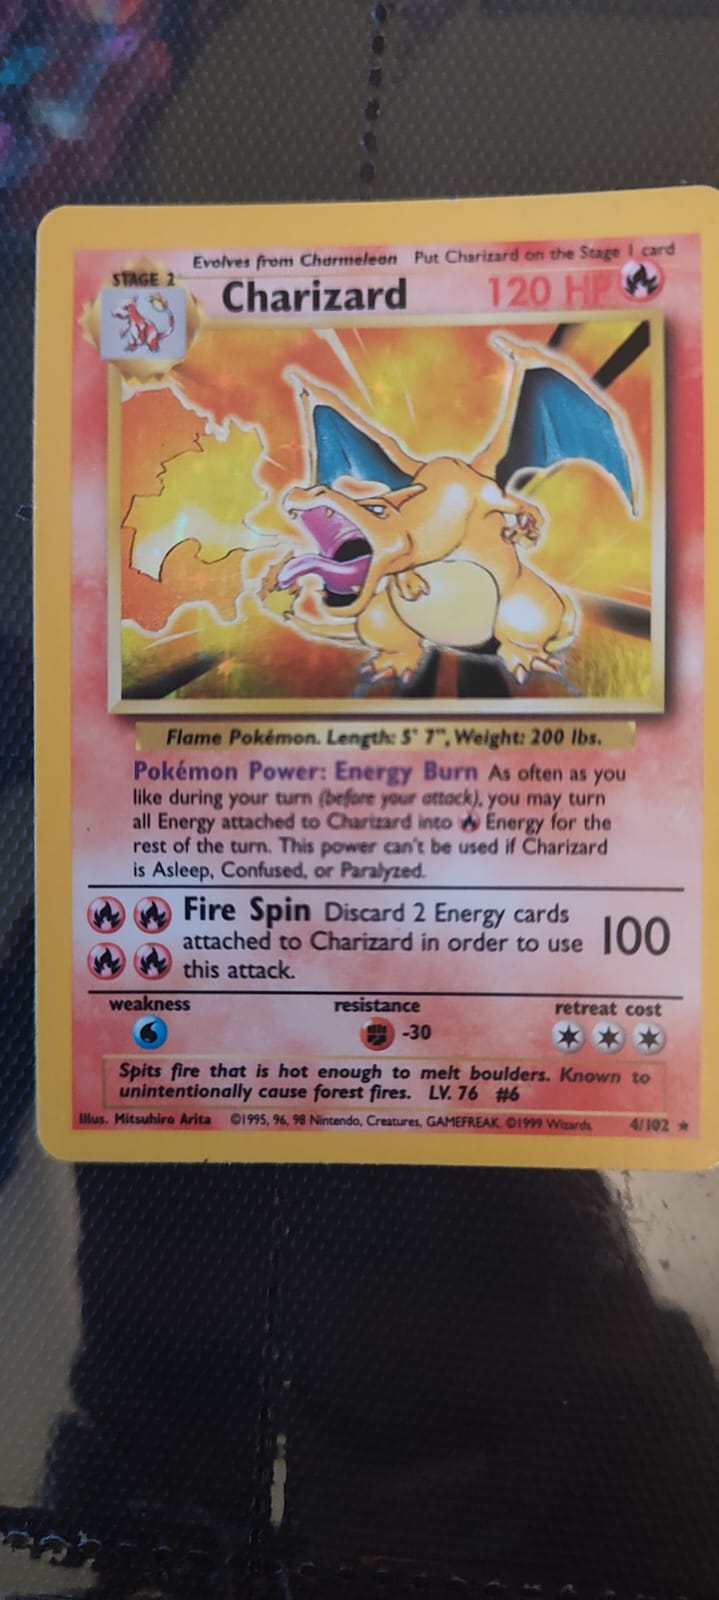 Evolves from Charmeleon Put Charizard on the Stage 1 card
STAGE 2
Charizard 120 HP
Flame Pokémon. Length: 5' 7", Weight: 200 lbs.
Pokémon Power: Energy Burn As often as you
like during your turn (before your attack), you may turn
all Energy attached to Charizard into Energy for the
rest of the turn. This power can't be used if Charizard
is Asleep, Confused, or Paralyzed.
Fire Spin Discard 2 Energy cards
attached to Charizard in order to use 100
this attack.
weakness resistance retreat cost
-30
Spits fire that is hot enough to melt boulders. Known to
unintentionally cause forest fires. LV. 76 #6
Illus. Mitsuhiro Arita ©1995, 96, 98 Nintendo, Creatures, GAMEFREAK. ©1999 Wizards. 4/102 ★